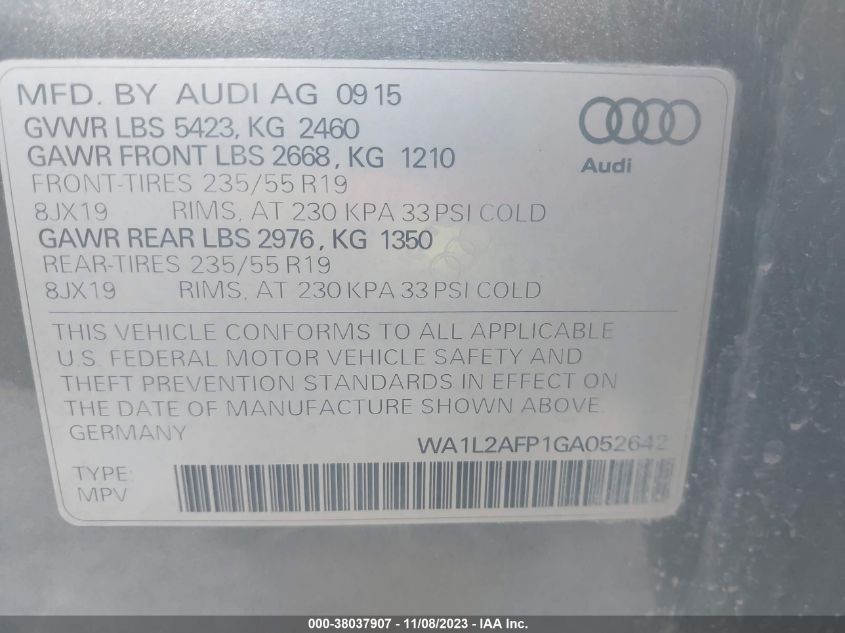 MFD. BY AUDI AG 09 15
GVWR LBS 5423, KG 2460
GAWR FRONT LBS 2668, KG 1210
FRONT-TIRES 235/55 R19
8JX19 RIMS, AT 230 KPA 33 PSI COLD
GAWR REAR LBS 2976, KG 1350
REAR-TIRES 235/55 R19
8JX19 RIMS, AT 230 KPA 33 PSI COLD
Audi
THIS VEHICLE CONFORMS TO ALL APPLICABLE
U.S. FEDERAL MOTOR VEHICLE SAFETY AND
THEFT PREVENTION STANDARDS IN EFFECT ON
THE DATE OF MANUFACTURE SHOWN ABOVE.
GERMANY
WA1L2AFP1GA052642
TYPE:
MPV
000-38037907 - 11/08/2023 - IAAI Inc.